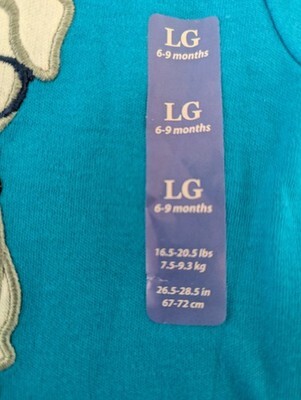 LG
6-9 months
LG
6-9 months
LG
6-9 months
16.5-20.5 lbs
7.5-9.3 kg
26.5-28.5 in
67-72 cm